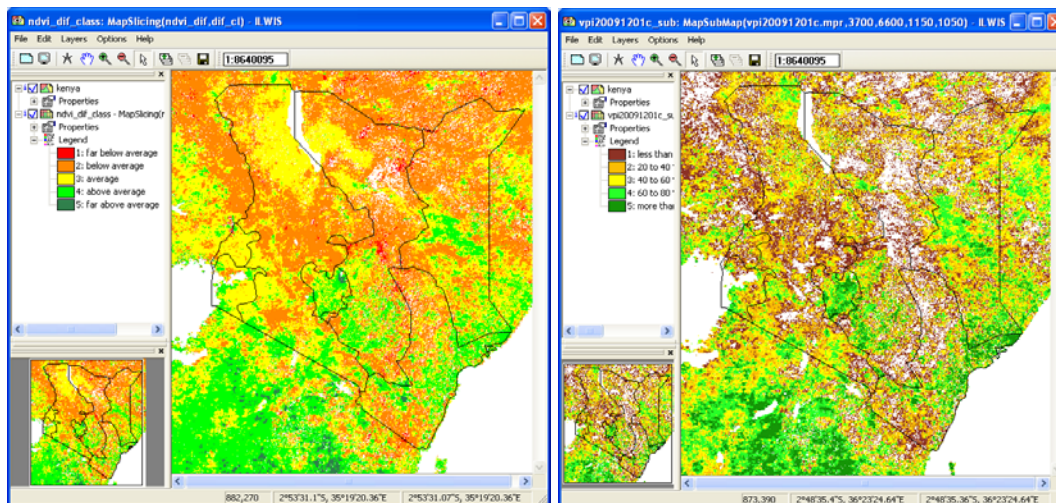 ndvi_dif_class: MapSlicing(ndvi_dif,dif_cl) - ILWIS
File Edit Layers Options Help
1:8640095
kenya
Properties
ndvi_dif_class - MapSlicing(r
Properties
Legend
1: far below average
2: below average
3: average
4: above average
5: far above average
882,270 2°53'31.1"S, 35°19'20.36"E 2°53'31.07"S, 35°19'20.36"E
vpi20091201c_sub: MapSubMap(vpi20091201c.mpr,3700,6600,1150,1050) - ILWIS
File Edit Layers Options Help
1:8640095
kenya
Properties
vpi20091201c_su
Properties
Legend
1: less than
2: 20 to 40
3: 40 to 60
4: 60 to 80
5: more thar
873,390 2°48'35.4"S, 36°23'24.64"E 2°48'35.36"S, 36°23'24.64"E